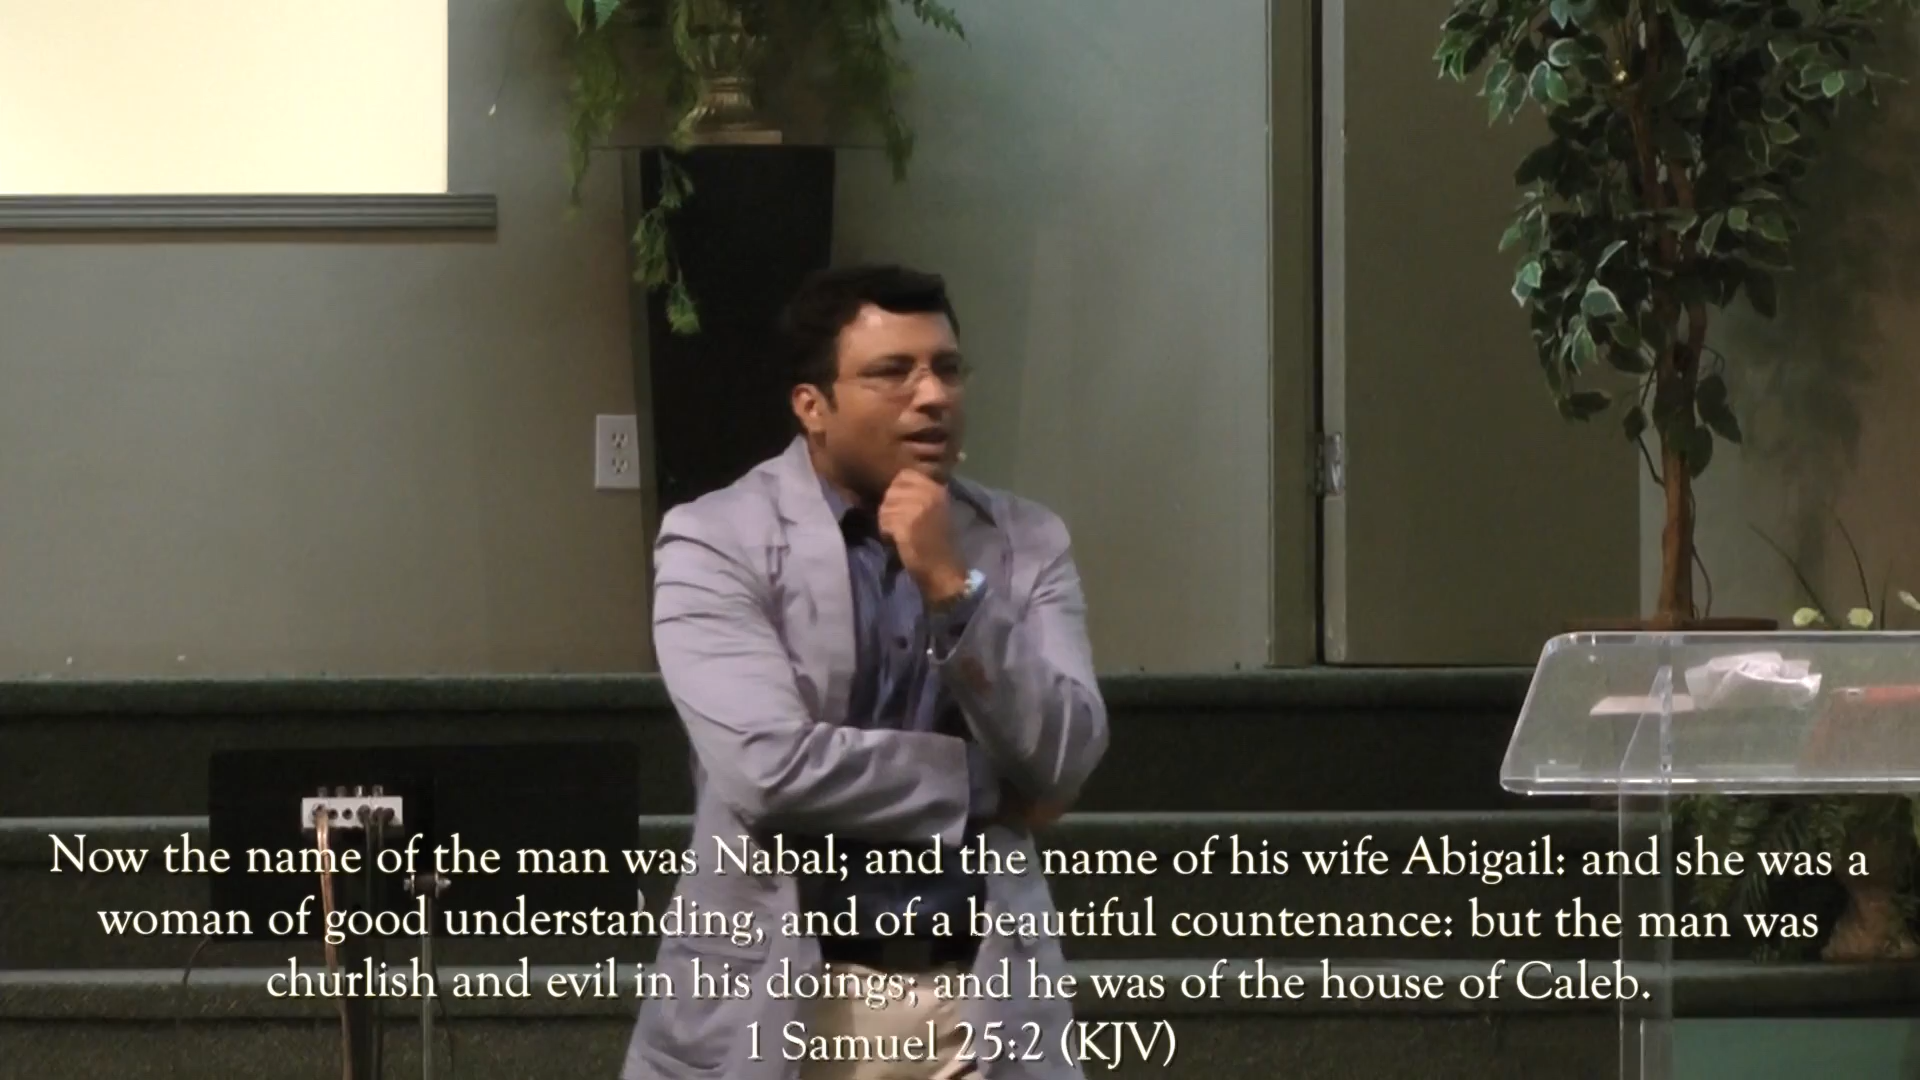 Now the name of the man was Nabal; and the name of his wife Abigail: and she was a
woman of good understanding, and of a beautiful countenance: but the man was
churlish and evil in his doings; and he was of the house of Caleb.
1 Samuel 25:2 (KJV)